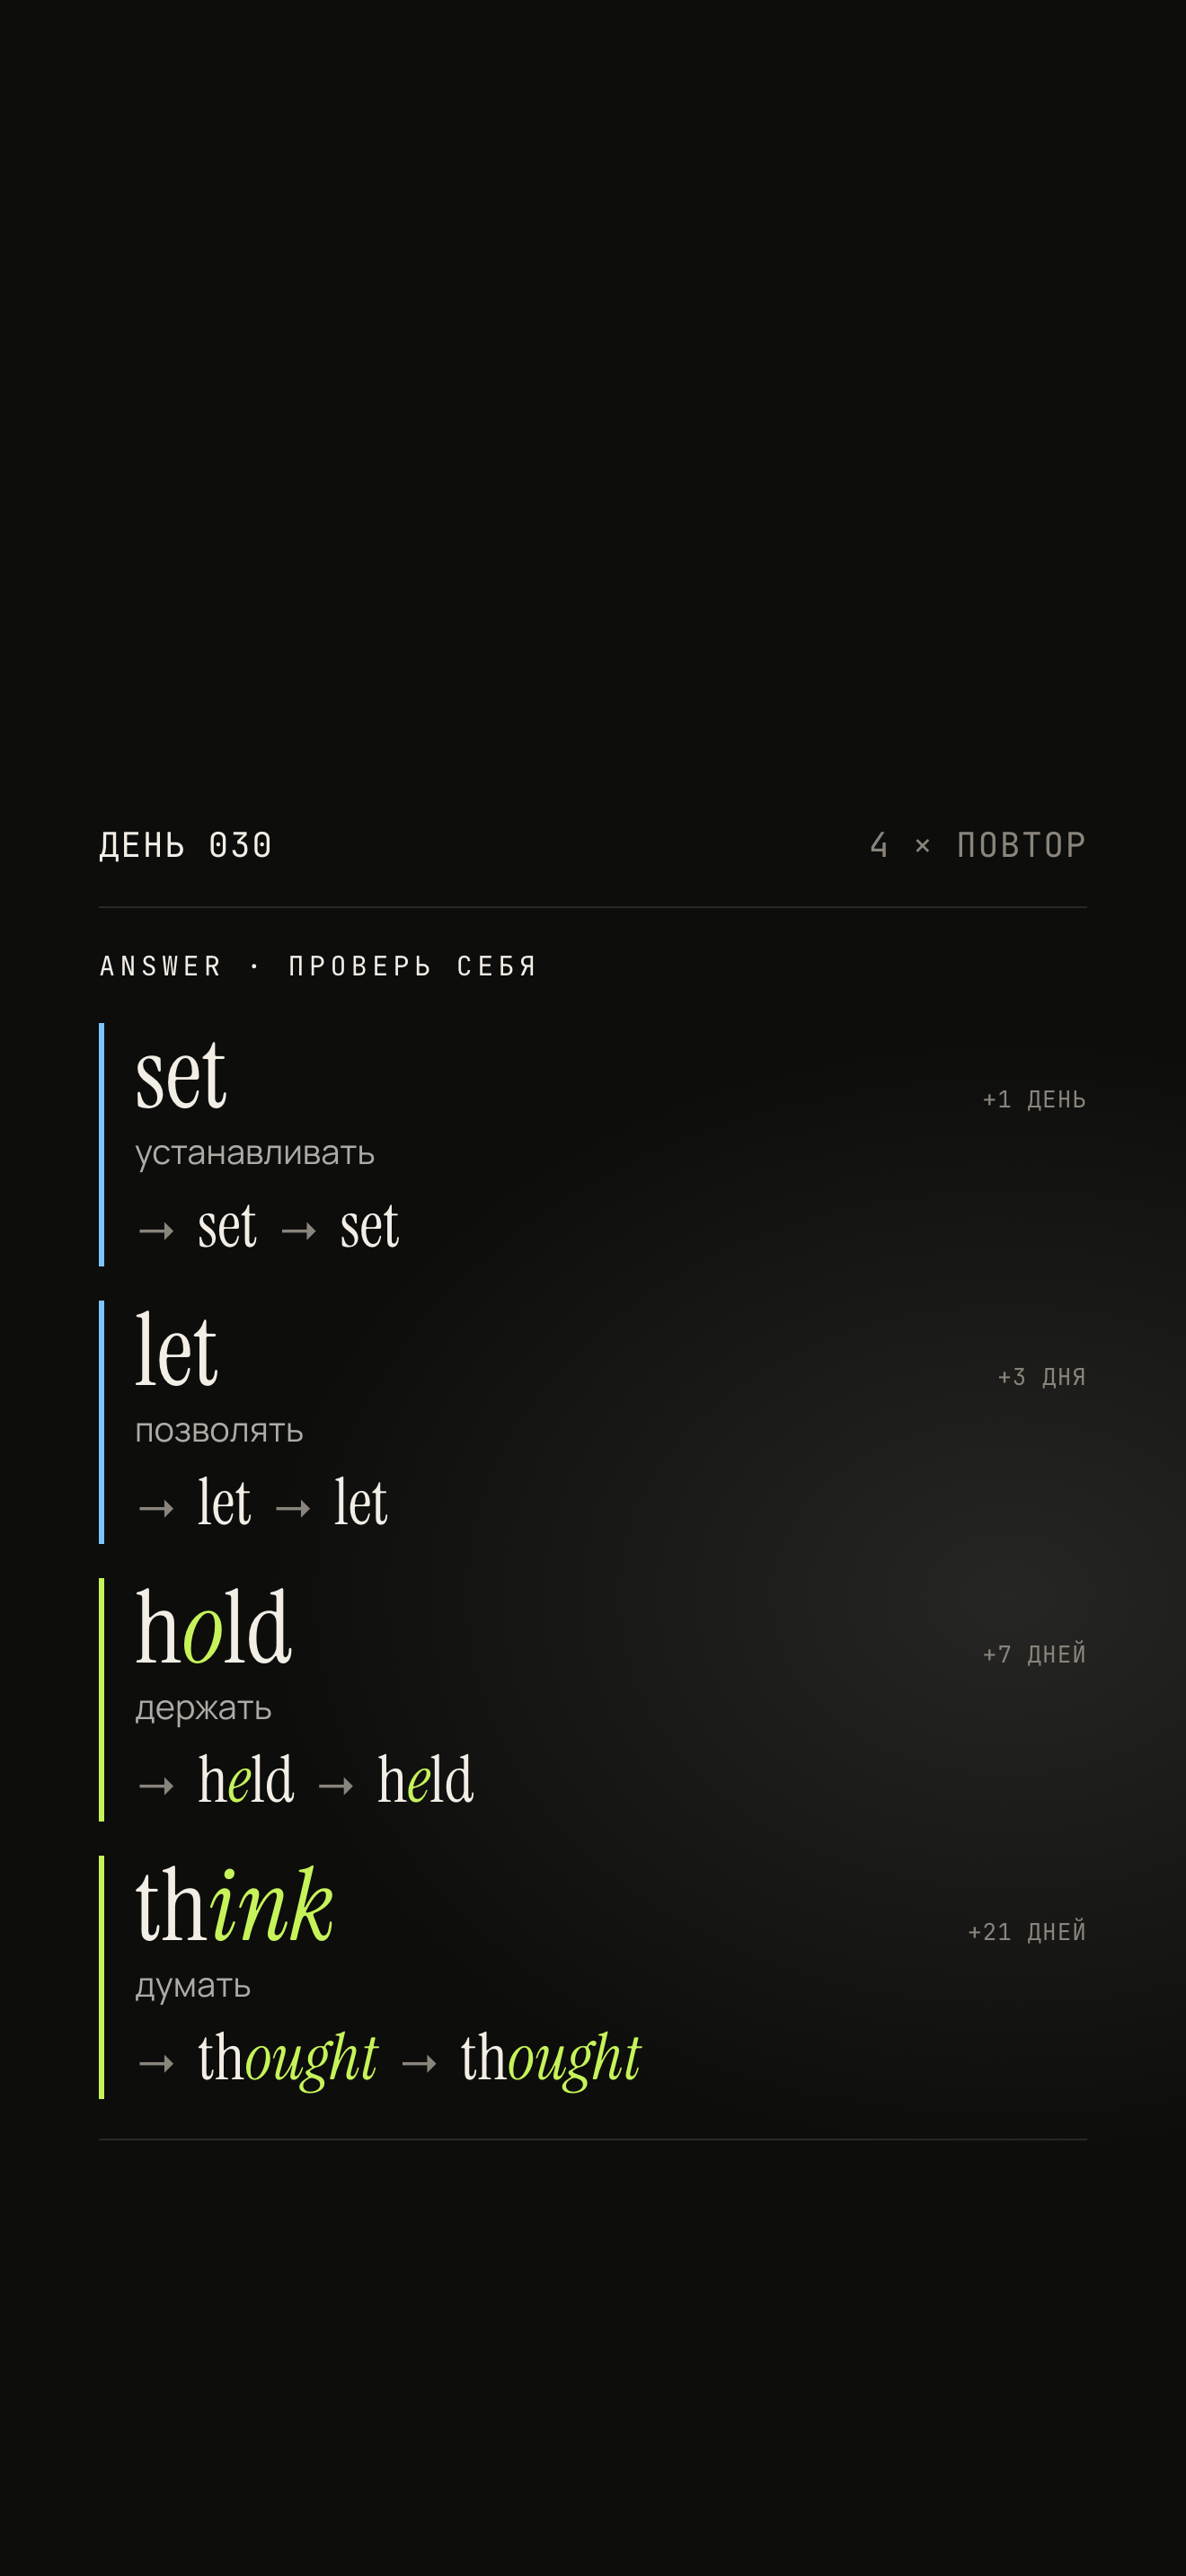 ДЕНЬ 030 4 × ПОВТОР
ANSWER · ПРОВЕРЬ СЕБЯ
set
+1 ДЕНЬ
устанавливать
→ set → set
let
+3 ДНЯ
позволять
→ let → let
hold
+7 ДНЕЙ
держать
→ held → held
think
+21 ДНЕЙ
думать
→ thought → thought